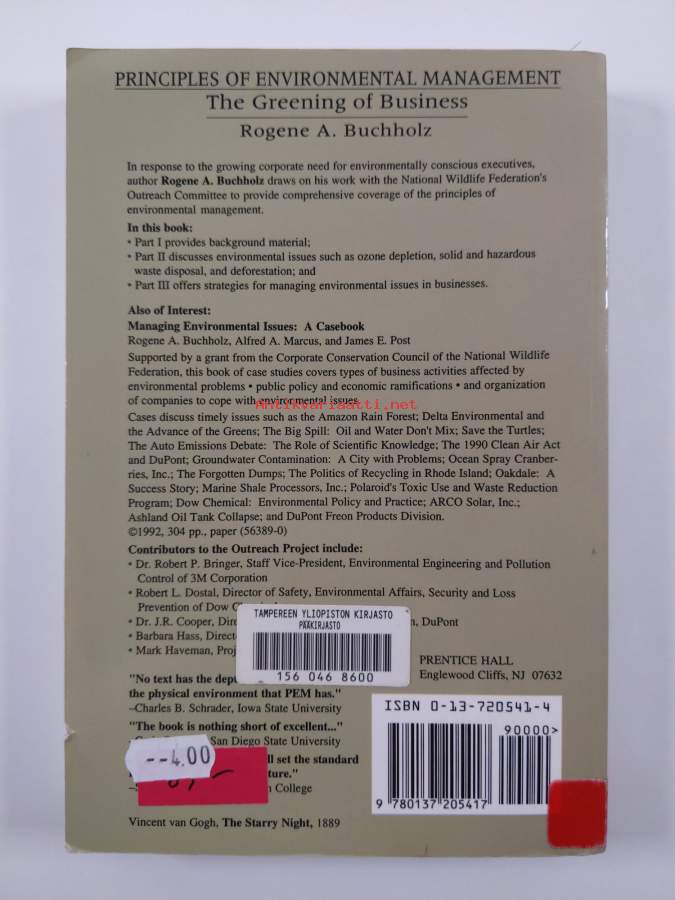 PRINCIPLES OF ENVIRONMENTAL MANAGEMENT
The Greening of Business
Rogene A. Buchholz
In response to the growing corporate need for environmentally conscious executives,
author Rogene A. Buchholz draws on his work with the National Wildlife Federation's
Outreach Committee to provide comprehensive coverage of the principles of
environmental management.
In this book:
• Part I provides background material;
• Part II discusses environmental issues such as ozone depletion, solid and hazardous
waste disposal, and deforestation; and
• Part III offers strategies for managing environmental issues in businesses.
Also of Interest:
Managing Environmental Issues: A Casebook
Rogene A. Buchholz, Alfred A. Marcus, and James E. Post
Supported by a grant from the Corporate Conservation Council of the National Wildlife
Federation, this book of case studies covers types of business activities affected by
environmental problems • public policy and economic ramifications • and organization
of companies to cope with environmental issues.
Antikvariaatti.net
Cases discuss timely issues such as the Amazon Rain Forest; Delta Environmental and
the Advance of the Greens; The Big Spill: Oil and Water Don't Mix; Save the Turtles;
The Auto Emissions Debate: The Role of Scientific Knowledge; The 1990 Clean Air Act
and DuPont; Groundwater Contamination: A City with Problems; Ocean Spray Cranber-
ries, Inc.; The Forgotten Dumps; The Politics of Recycling in Rhode Island; Oakdale: A
Success Story; Marine Shale Processors, Inc.; Polaroid's Toxic Use and Waste Reduction
Program; Dow Chemical: Environmental Policy and Practice; ARCO Solar, Inc.;
Ashland Oil Tank Collapse; and DuPont Freon Products Division.
©1992, 304 pp., paper (56389-0)
Contributors to the Outreach Project include:
• Dr. Robert P. Bringer, Staff Vice-President, Environmental Engineering and Pollution
Control of 3M Corporation
• Robert L. Dostal, Director of Safety, Environmental Affairs, Security and Loss
Prevention of Dow
• Dr. J.R. Cooper, Dire , DuPont
• Barbara Hass, Direct
• Mark Haveman, Proj
TAMPEREEN YLIOPISTON KIRJASTO
PÄÄKIRJASTO
156 046 8600
PRENTICE HALL
Englewood Cliffs, NJ 07632
"No text has the dep
the physical environment that PEM has."
–Charles B. Schrader, Iowa State University
"The book is nothing short of excellent..."
San Diego State University
ll set the standard
ture."
College
--4.00
ISBN 0-13-720541-4
90000>
9 780137 205417
Vincent van Gogh, The Starry Night, 1889